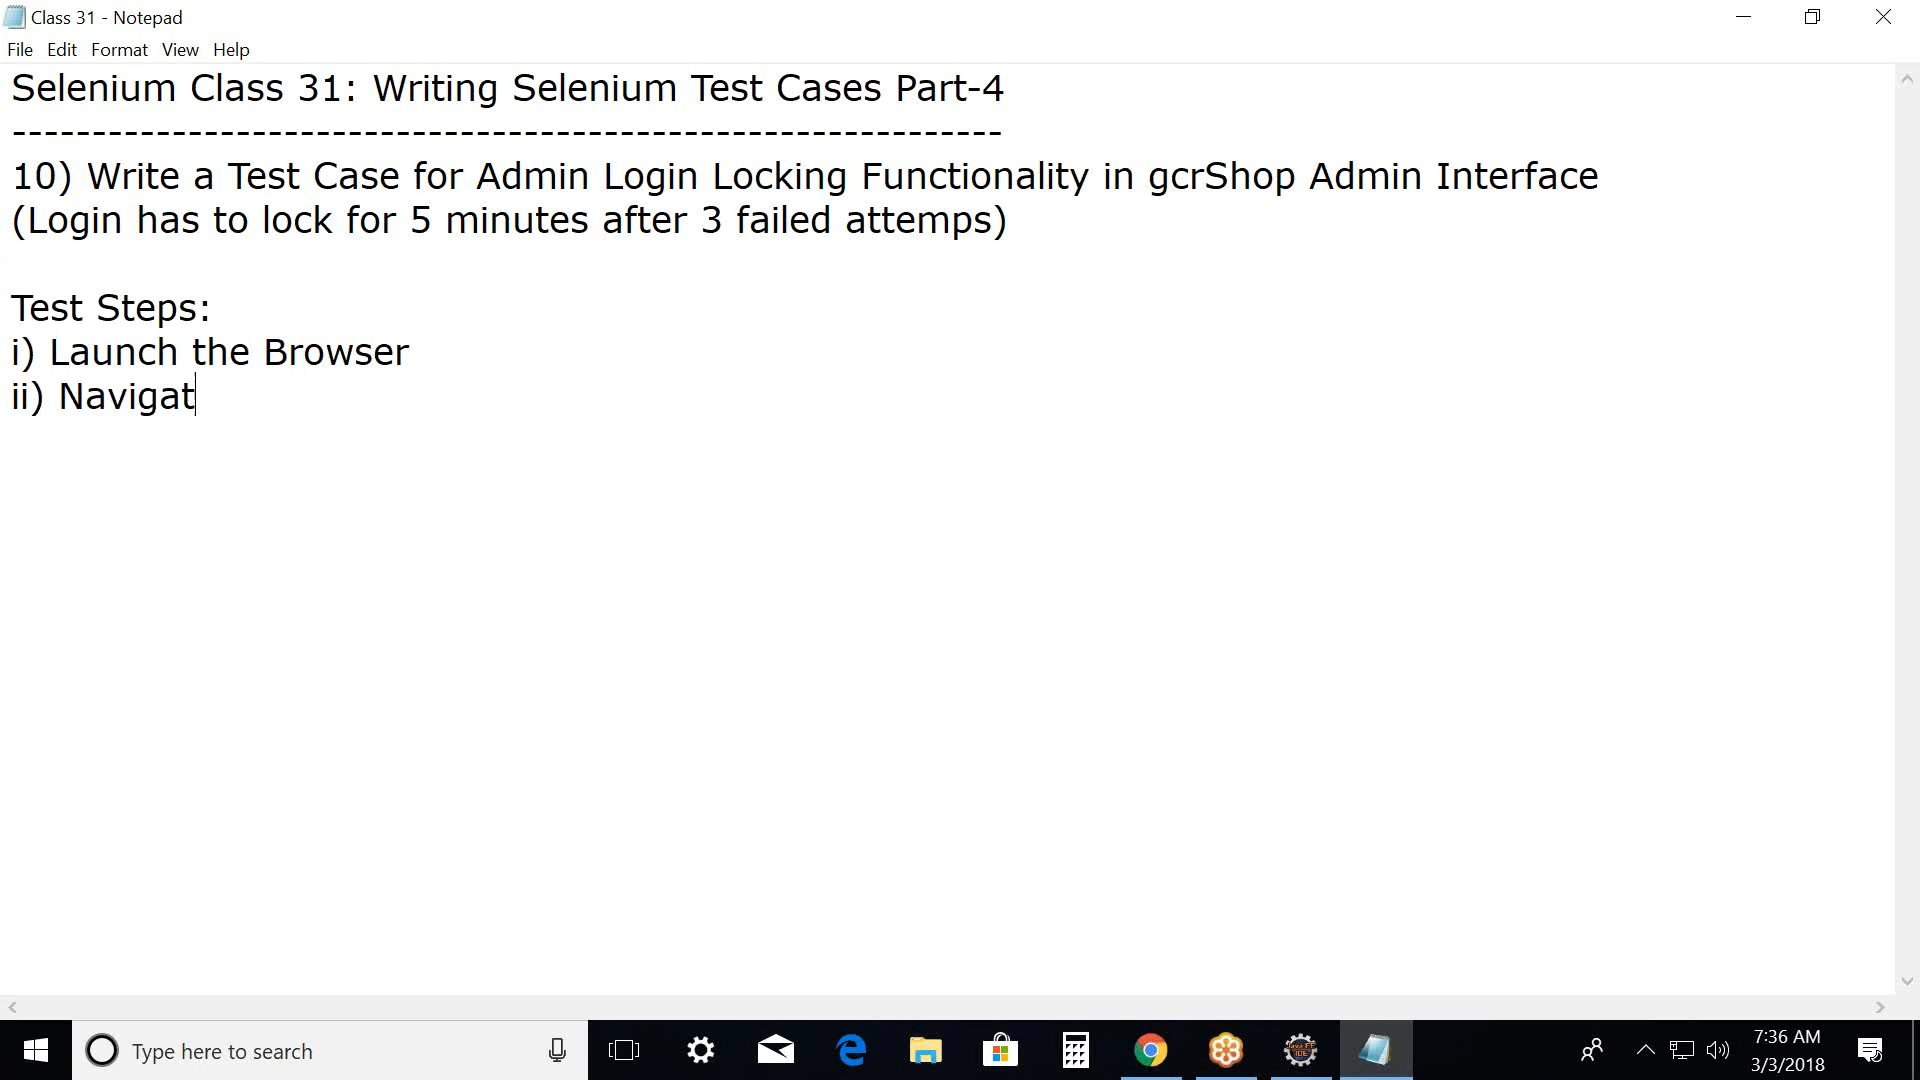 Class 31 - Notepad
File Edit Format View Help
Selenium Class 31: Writing Selenium Test Cases Part-4
--------------------------------------------------------------
10) Write a Test Case for Admin Login Locking Functionality in gcrShop Admin Interface
(Login has to lock for 5 minutes after 3 failed attemps)
Test Steps:
i) Launch the Browser
ii) Navigat
Type here to search
Java EE
IDE
7:36 AM
3/3/2018